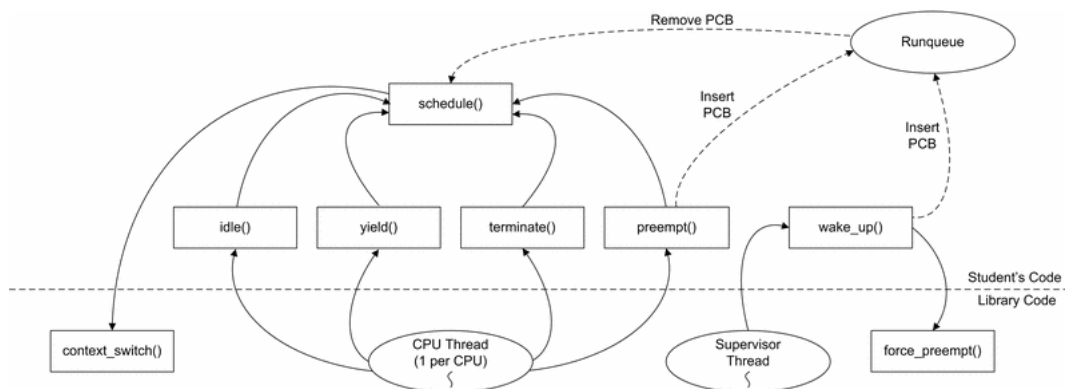 Remove PCB
Runqueue
schedule()
Insert
PCB
Insert
PCB
idle()
yield()
terminate()
preempt()
wake_up()
Student's Code
Library Code
context_switch()
CPU Thread
(1 per CPU)
Supervisor
Thread
force_preempt()